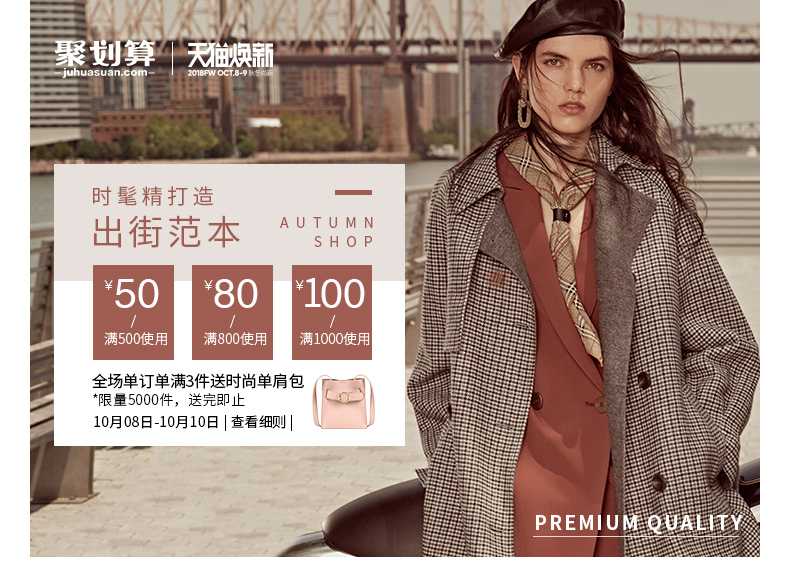 聚划算
juhuasuan.com
天猫焕新
2018FW OCT.8-9 秋冬尚新
时髦精打造
出街范本
AUTUMN
SHOP
¥50
/
满500使用
¥80
/
满800使用
¥100
/
满1000使用
全场单订单满3件送时尚单肩包
*限量5000件，送完即止
10月08日-10月10日 | 查看细则 |
PREMIUM QUALITY